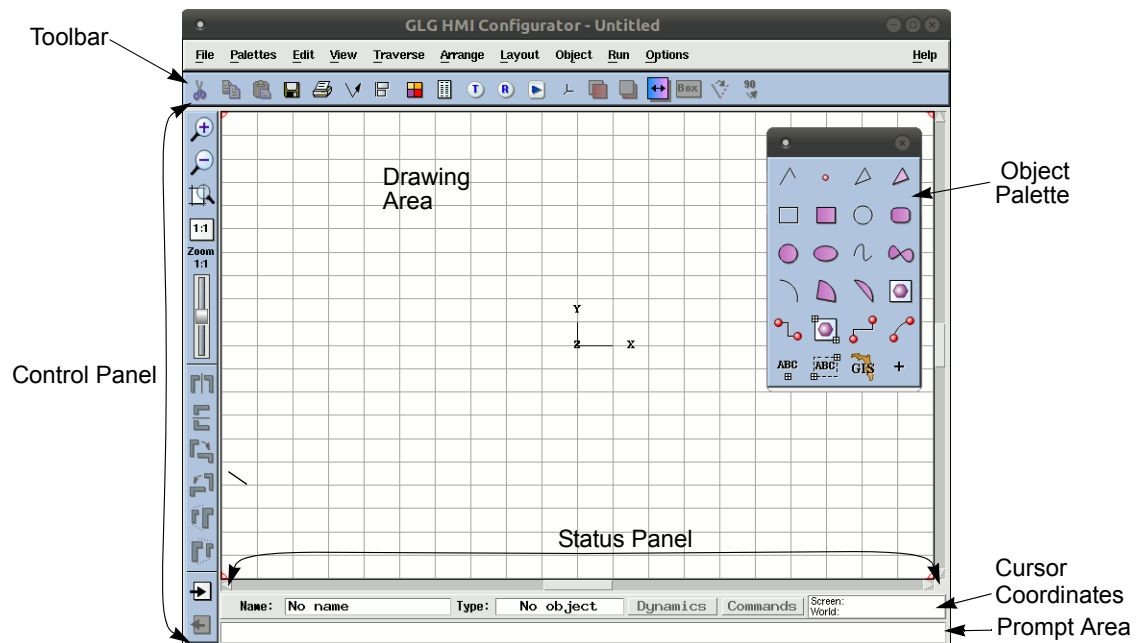 GLG HMI Configurator - Untitled
Toolbar
File Palettes Edit View Traverse Arrange Layout Object Run Options Help
T R Box 90
1:1
Zoom
1:1
Drawing
Area
Object
Palette
Y
Z X
ABC ABC GIS +
Control Panel
Status Panel
Cursor
Coordinates
Name: No name Type: No object Dynamics Commands Screen:
World:
Prompt Area